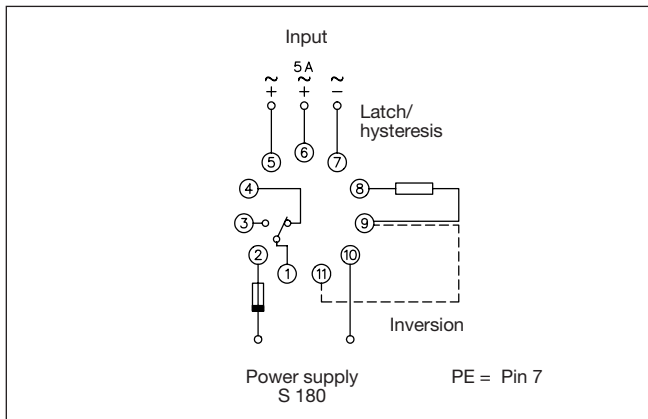 Input
5 A
~ ~ ~
+ + −
Latch/
hysteresis
5 6 7
4 8
3 9
2 10
1 11
Inversion
Power supply
S 180
PE = Pin 7